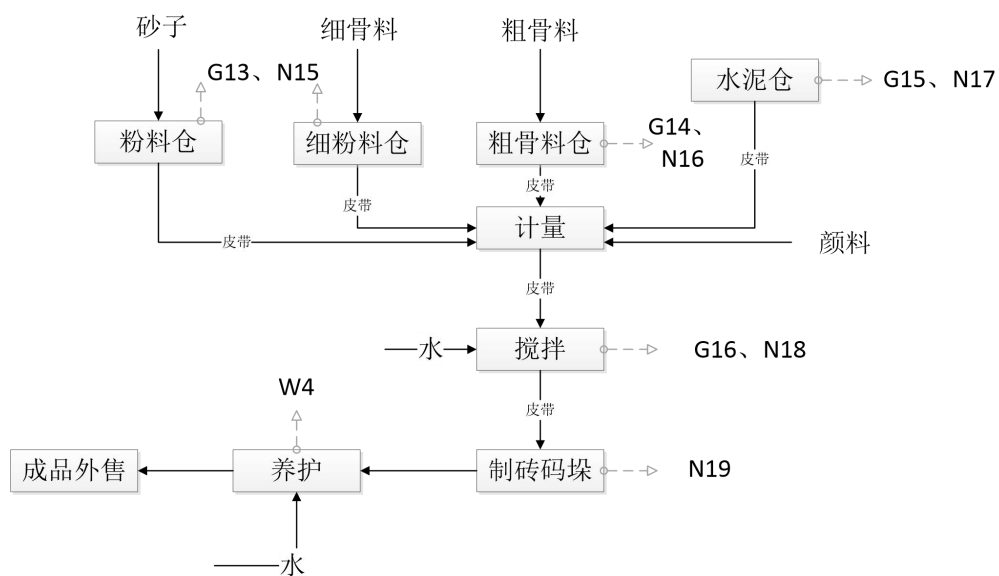 砂子
细骨料
粗骨料
G13、N15
水泥仓
G15、N17
粉料仓
细粉料仓
粗骨料仓
G14、
N16
皮带
皮带
皮带
计量
皮带
颜料
皮带
水
搅拌
G16、N18
W4
皮带
成品外售
养护
制砖码垛
N19
水